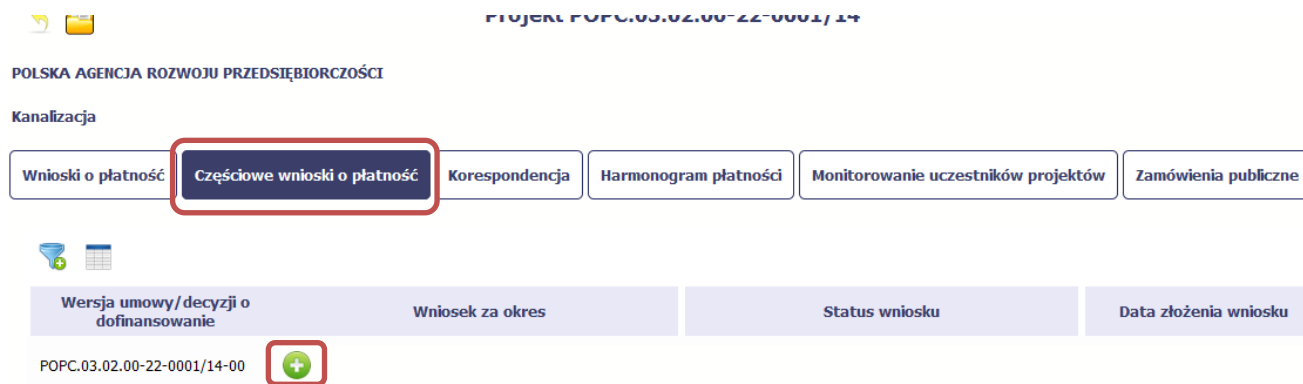 Projekt POPC.03.02.00-22-0001/14
POLSKA AGENCJA ROZWOJU PRZEDSIĘBIORCZOŚCI
Kanalizacja
Wnioski o płatność Częściowe wnioski o płatność Korespondencja Harmonogram płatności Monitorowanie uczestników projektów Zamówienia publiczne
Wersja umowy/decyzji o dofinansowanie Wniosek za okres Status wniosku Data złożenia wniosku
POPC.03.02.00-22-0001/14-00